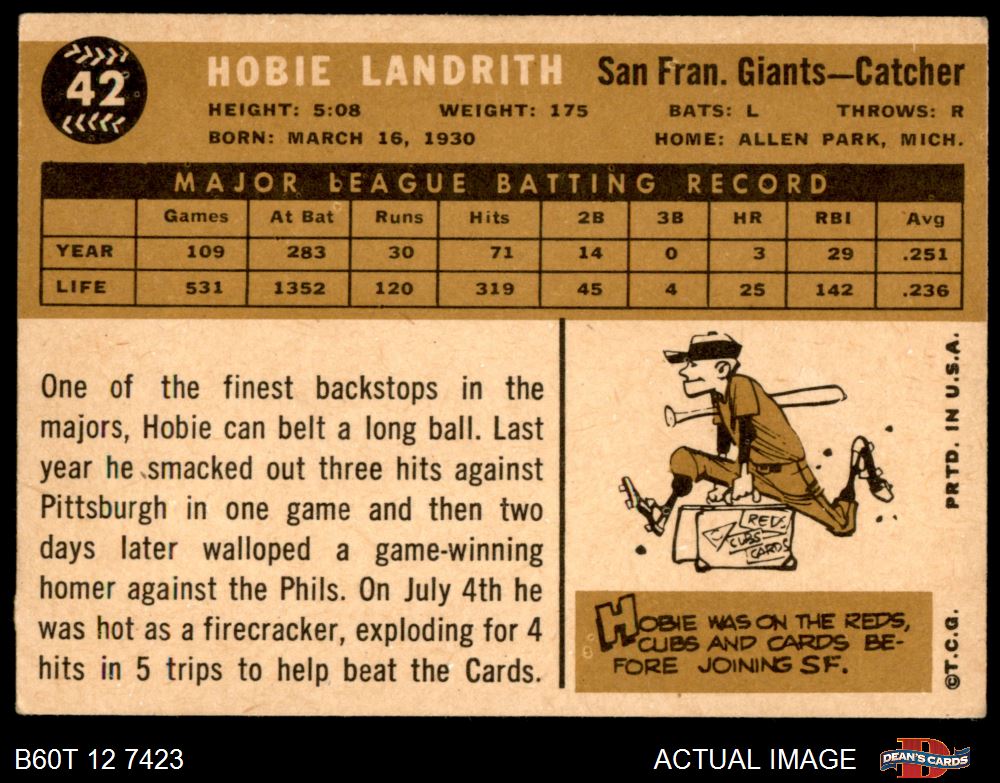 42
HOBIE LANDRITH San Fran. Giants—Catcher
HEIGHT: 5:08 WEIGHT: 175 BATS: L THROWS: R
BORN: MARCH 16, 1930 HOME: ALLEN PARK, MICH.
MAJOR LEAGUE BATTING RECORD
Games At Bat Runs Hits 2B 3B HR RBI Avg
YEAR 109 283 30 71 14 0 3 29 .251
LIFE 531 1352 120 319 45 4 25 142 .236
One of the finest backstops in the
majors, Hobie can belt a long ball. Last
year he smacked out three hits against
Pittsburgh in one game and then two
days later walloped a game-winning
homer against the Phils. On July 4th he
was hot as a firecracker, exploding for 4
hits in 5 trips to help beat the Cards.
REDS
CUBS
CARDS
HOBIE WAS ON THE REDS,
CUBS AND CARDS BE-
FORE JOINING S.F.
©T.C.G. PRTD. IN U.S.A.
B60T 12 7423 ACTUAL IMAGE DEAN'S CARDS